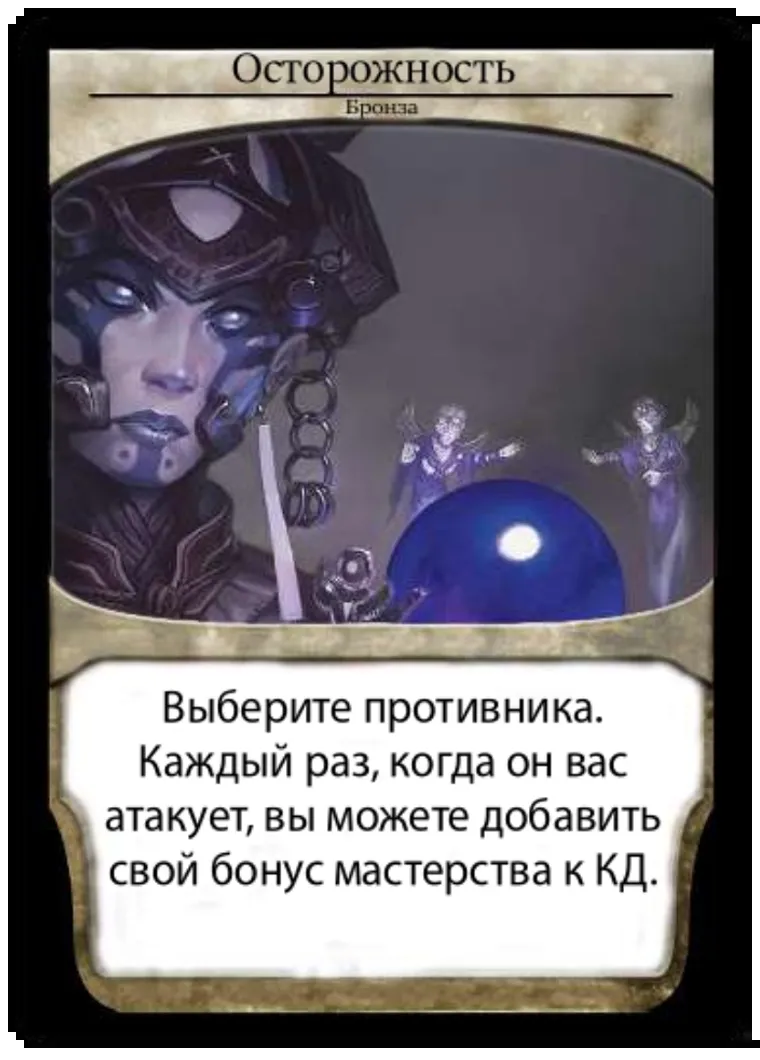 Осторожность
Бронза
Выберите противника.
Каждый раз, когда он вас
атакует, вы можете добавить
свой бонус мастерства к КД.